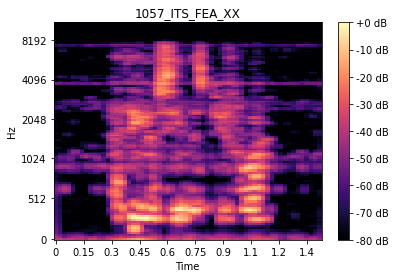 1057_ITS_FEA_XX
+0 dB
8192
-10 dB
-20 dB
4096
-30 dB
Hz
2048
-40 dB
1024
-50 dB
-60 dB
512
-70 dB
0
-80 dB
0 0.15 0.3 0.45 0.6 0.75 0.9 1.1 1.2 1.4
Time